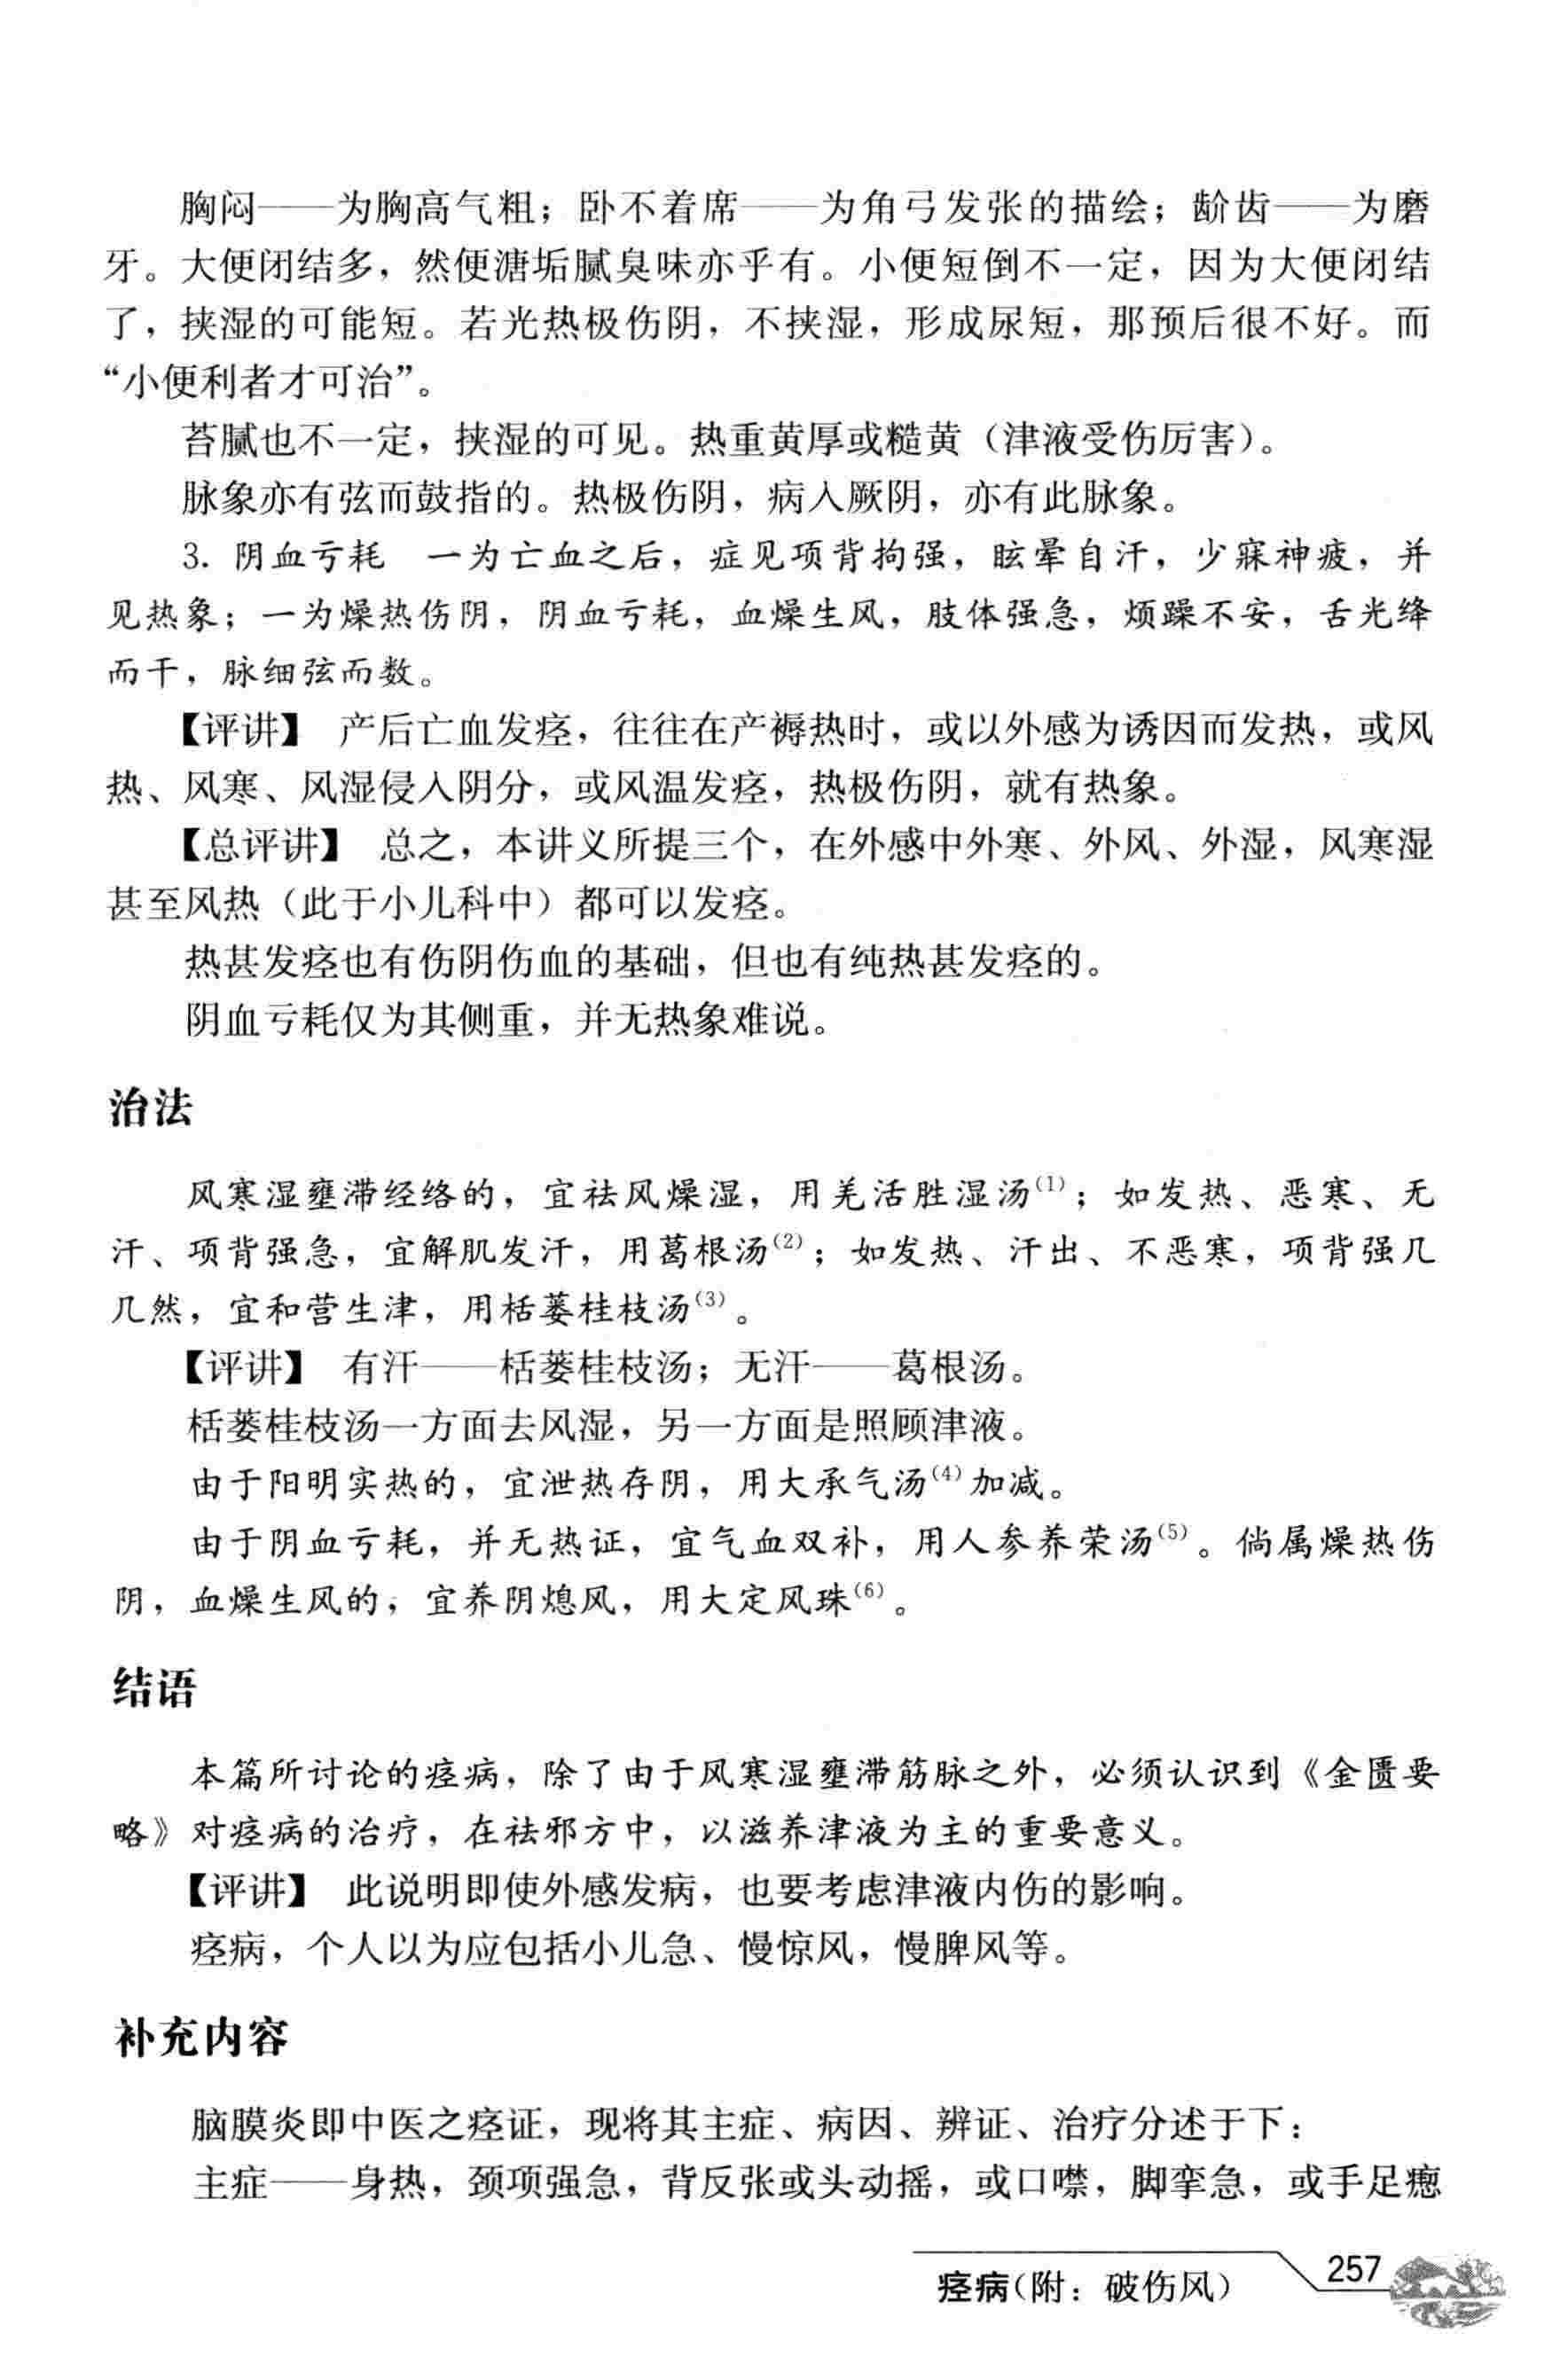 胸闷——为胸高气粗；卧不着席——为角弓发张的描绘；龂齿——为磨
牙。大便闭结多，然便溏垢腻臭味亦乎有。小便短倒不一定，因为大便闭结
了，挟湿的可能短。若光热极伤阴，不挟湿，形成尿短，那预后很不好。而
“小便利者才可治”。
苔腻也不一定，挟湿的可见。热重黄厚或糙黄（津液受伤厉害）。
脉象亦有弦而鼓指的。热极伤阴，病入厥阴，亦有此脉象。
3. 阴血亏耗　一为亡血之后，症见项背拘强，眩晕自汗，少寐神疲，并
见热象；一为燥热伤阴，阴血亏耗，血燥生风，肢体强急，烦躁不安，舌光绛
而干，脉细弦而数。
【评讲】　产后亡血发痉，往往在产褥热时，或以外感为诱因而发热，或风
热、风寒、风湿侵入阴分，或风温发痉，热极伤阴，就有热象。
【总评讲】　总之，本讲义所提三个，在外感中外寒、外风、外湿，风寒湿
甚至风热（此于小儿科中）都可以发痉。
热甚发痉也有伤阴伤血的基础，但也有纯热甚发痉的。
阴血亏耗仅为其侧重，并无热象难说。
治法
风寒湿壅滞经络的，宜祛风燥湿，用羌活胜湿汤⁽¹⁾；如发热、恶寒、无
汗、项背强急，宜解肌发汗，用葛根汤⁽²⁾；如发热、汗出、不恶寒，项背强几
几然，宜和营生津，用栝蒌桂枝汤⁽³⁾。
【评讲】　有汗——栝蒌桂枝汤；无汗——葛根汤。
栝蒌桂枝汤一方面去风湿，另一方面是照顾津液。
由于阳明实热的，宜泄热存阴，用大承气汤⁽⁴⁾加减。
由于阴血亏耗，并无热证，宜气血双补，用人参养荣汤⁽⁵⁾。倘属燥热伤
阴，血燥生风的，宜养阴熄风，用大定风珠⁽⁶⁾。
结语
本篇所讨论的痉病，除了由于风寒湿壅滞筋脉之外，必须认识到《金匮要
略》对痉病的治疗，在祛邪方中，以滋养津液为主的重要意义。
【评讲】　此说明即使外感发病，也要考虑津液内伤的影响。
痉病，个人以为应包括小儿急、慢惊风，慢脾风等。
补充内容
脑膜炎即中医之痉证，现将其主症、病因、辨证、治疗分述于下：
主症——身热，颈项强急，背反张或头动摇，或口噤，脚挛急，或手足瘛
痉病（附：破伤风）
257